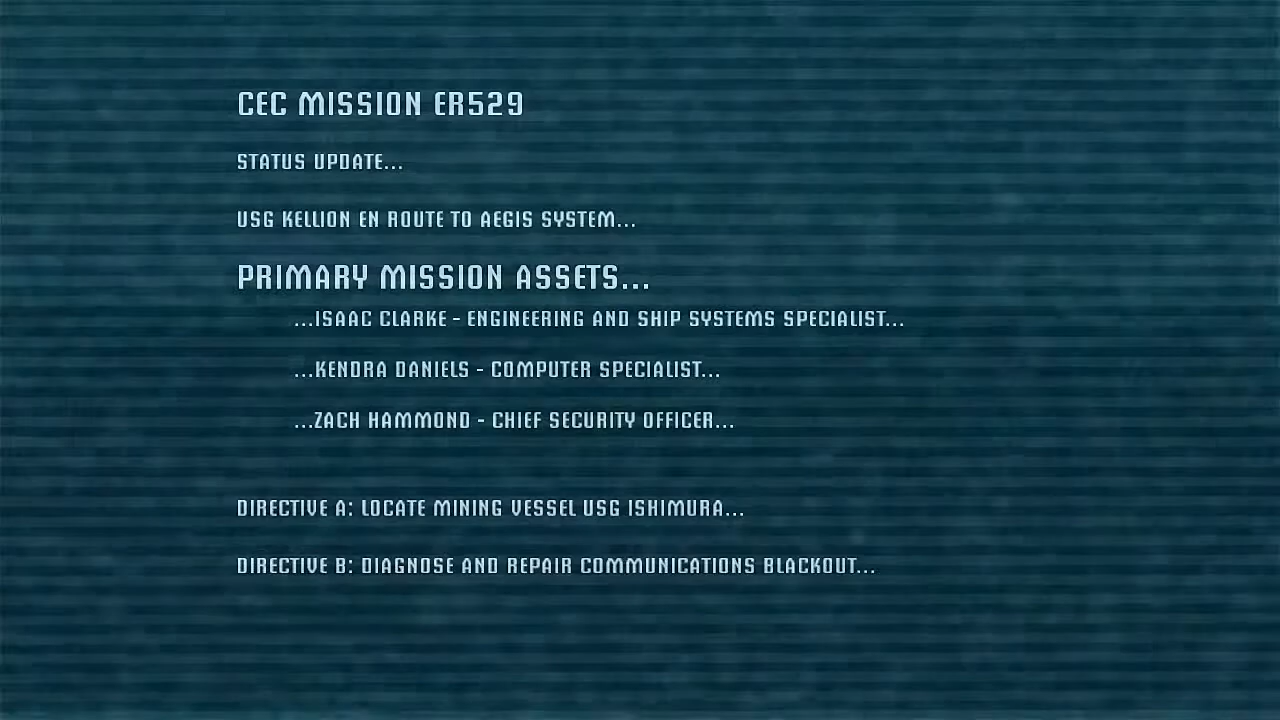 CEC MISSION ER529
STATUS UPDATE...
USG KELLION EN ROUTE TO AEGIS SYSTEM...
PRIMARY MISSION ASSETS...
...ISAAC CLARKE - ENGINEERING AND SHIP SYSTEMS SPECIALIST...
...KENDRA DANIELS - COMPUTER SPECIALIST...
...ZACH HAMMOND - CHIEF SECURITY OFFICER...
DIRECTIVE A: LOCATE MINING VESSEL USG ISHIMURA...
DIRECTIVE B: DIAGNOSE AND REPAIR COMMUNICATIONS BLACKOUT...